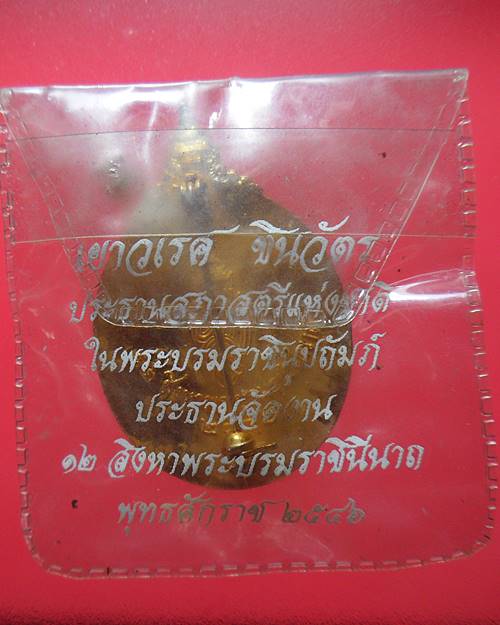 เยาวเรศ ชินวัตร
ประธานสภาสตรีแห่งชาติ
ในพระบรมราชินูปถัมภ์
ประธานจัดงาน
๑๒ สิงหาพระบรมราชินีนาถ
พุทธศักราช ๒๕๔๖